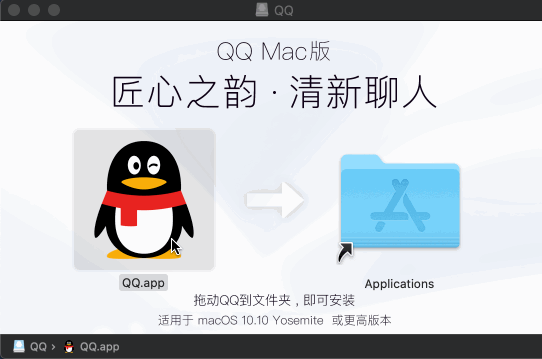 QQ
QQ Mac版
匠心之韵·清新聊人
QQ.app
Applications
拖动QQ到文件夹，即可安装
适用于 macOS 10.10 Yosemite 或更高版本
QQ › QQ.app